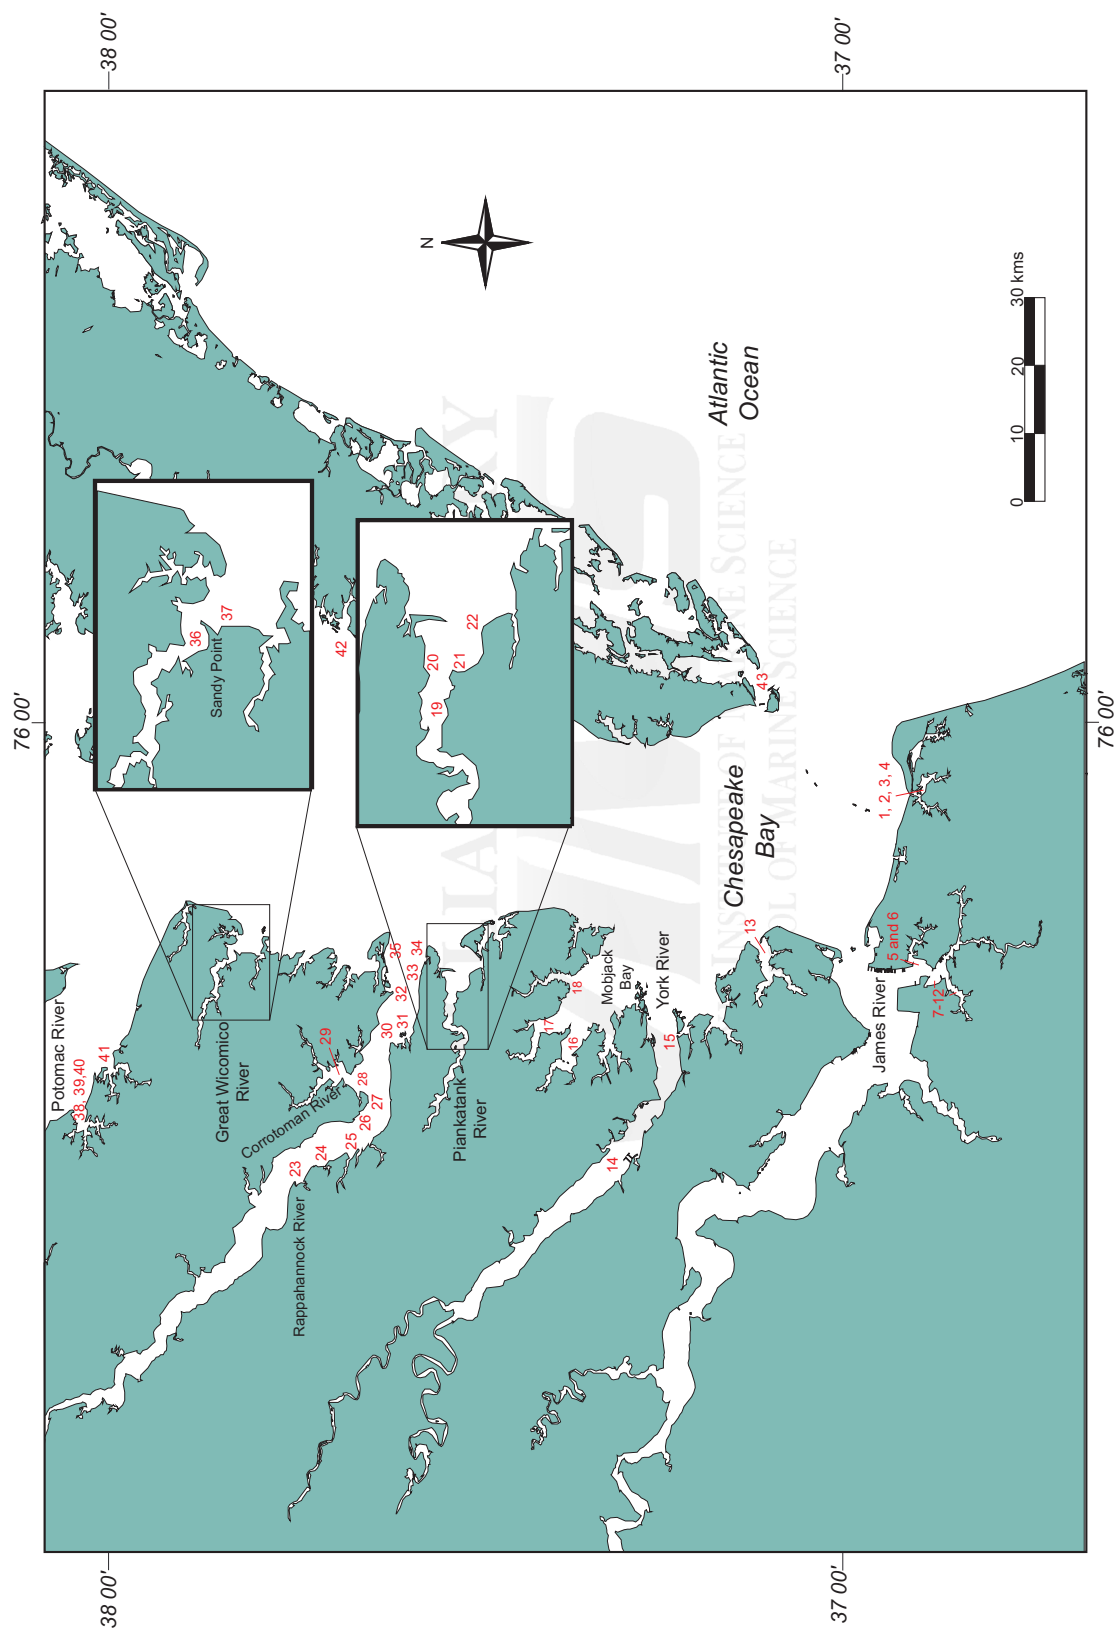 38 00'
37 00'
76 00'
N
Potomac River
38, 39,40
41
Great Wicomico
River
Corrotoman River
29
28
27
26
25
24
23
Rappahannock River
30
31
32
33
34
35
Piankatank
River
36
37
Sandy Point
42
19
20
21
22
18
17
16
Mobjack
Bay
York River
15
14
13
Chesapeake
Bay
Atlantic
Ocean
43
1, 2, 3, 4
5 and 6
7-12
James River
0
10
20
30 kms
76 00'
38 00'
37 00'